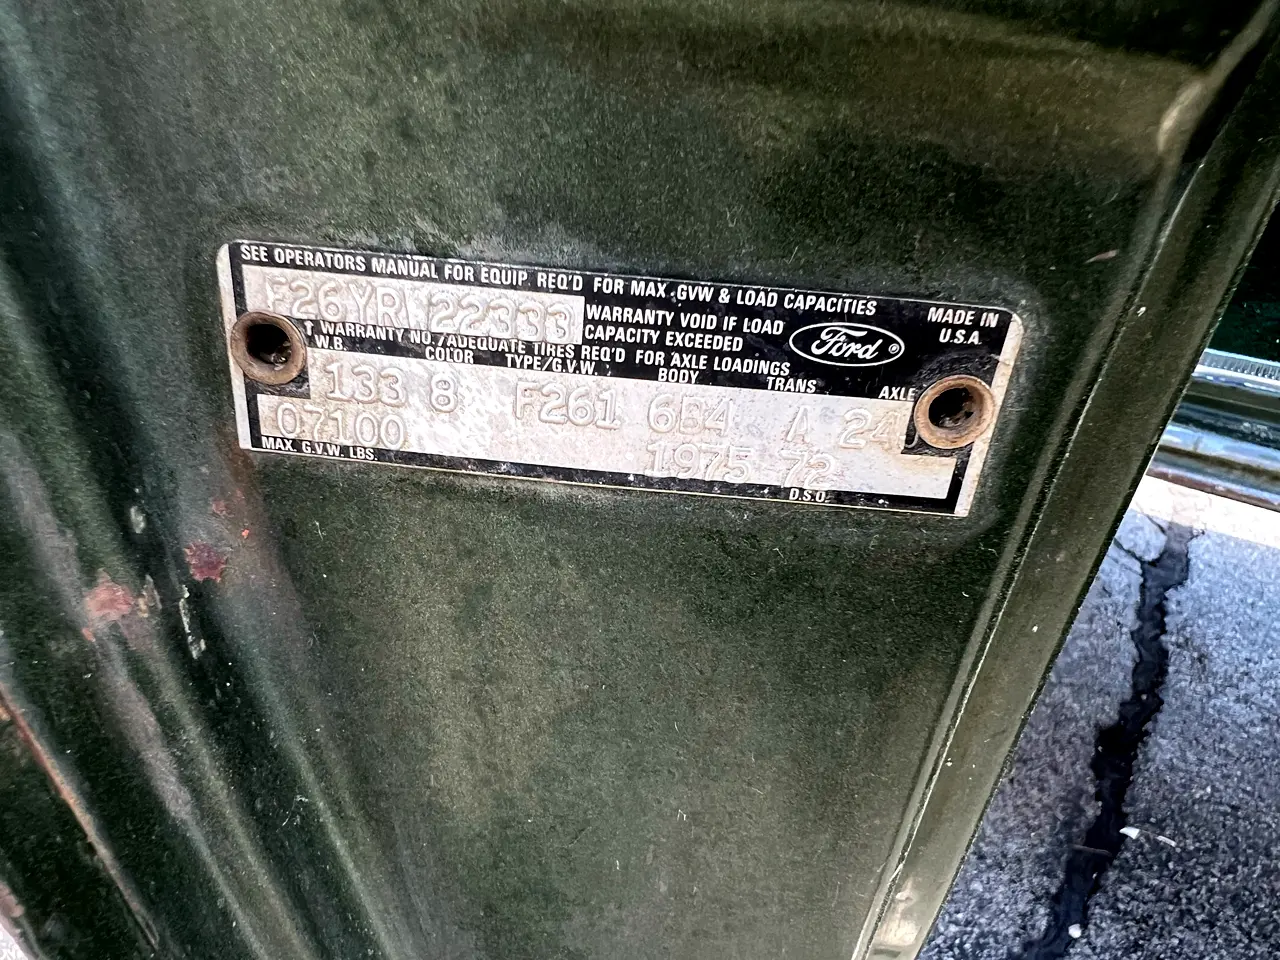 SEE OPERATORS MANUAL FOR EQUIP. REQ'D FOR MAX. GVW & LOAD CAPACITIES
F26YR 22333
WARRANTY VOID IF LOAD
CAPACITY EXCEEDED
Ford ®
MADE IN
U.S.A.
↑ WARRANTY NO./ADEQUATE TIRES REQ'D FOR AXLE LOADINGS
W.B. COLOR TYPE/G.V.W. BODY TRANS AXLE
133 8 F261 6B4 A 24
07100 1975 72
MAX. G.V.W. LBS. D.S.O.